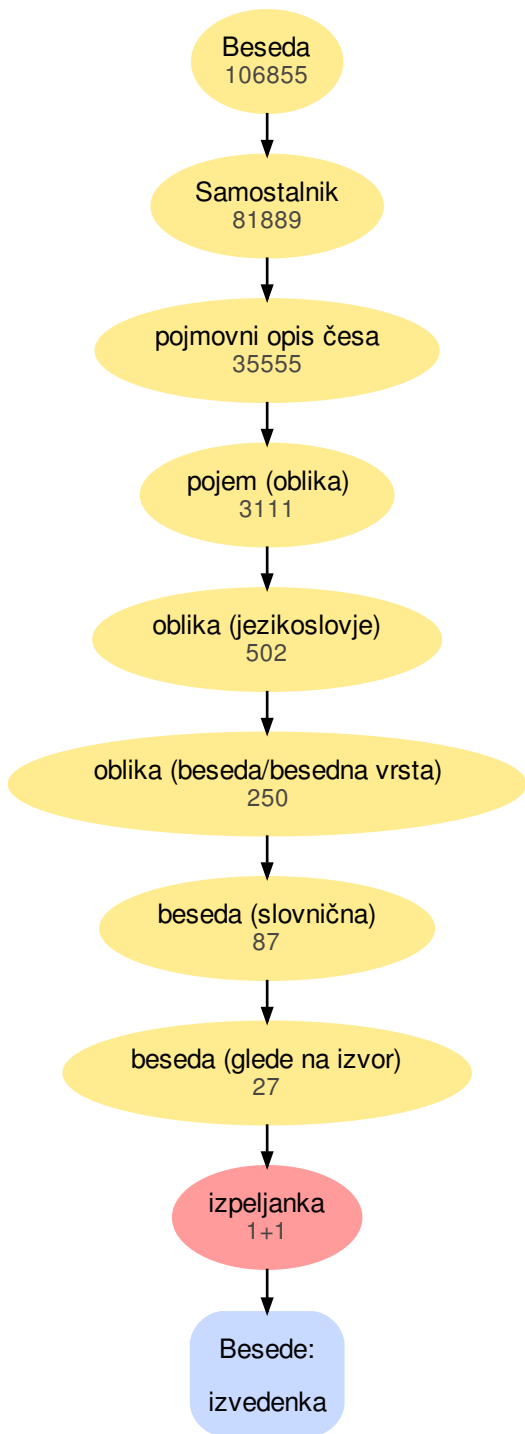 Beseda
106855
Samostalnik
81889
pojmovni opis česa
35555
pojem (oblika)
3111
oblika (jezikoslovje)
502
oblika (beseda/besedna vrsta)
250
beseda (slovnična)
87
beseda (glede na izvor)
27
izpeljanka
1+1
Besede:
izvedenka